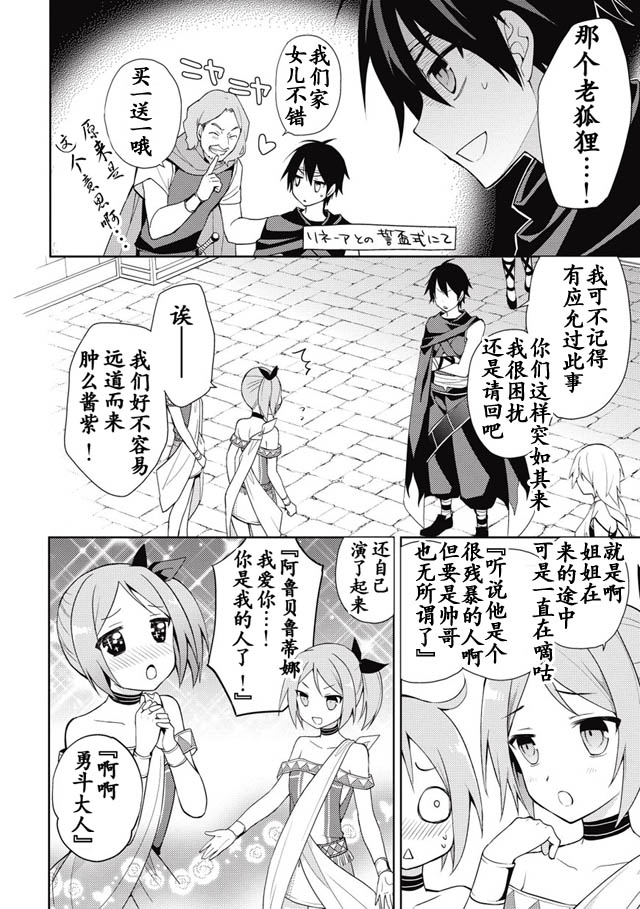 那个老狐狸…！
我们家
女儿不错
买一送一哦
ニヤ
ニヤ
原来是
这个意思啊…
リネーアとの誓盃式にて
我可不记得
有应允过此事
你们这样突如其来
我很困扰
还是请回吧
诶——
我们好不容易
远道而来
肿么酱紫！
就是啊
姐姐在
来的途中
可是一直在嘀咕
『听说他是个
很残暴的人啊
但要是帅哥
也无所谓了』
还自己
演了起来
『阿鲁贝鲁蒂娜
我爱你…！
你是我的人了！』
『啊啊
勇斗大人』